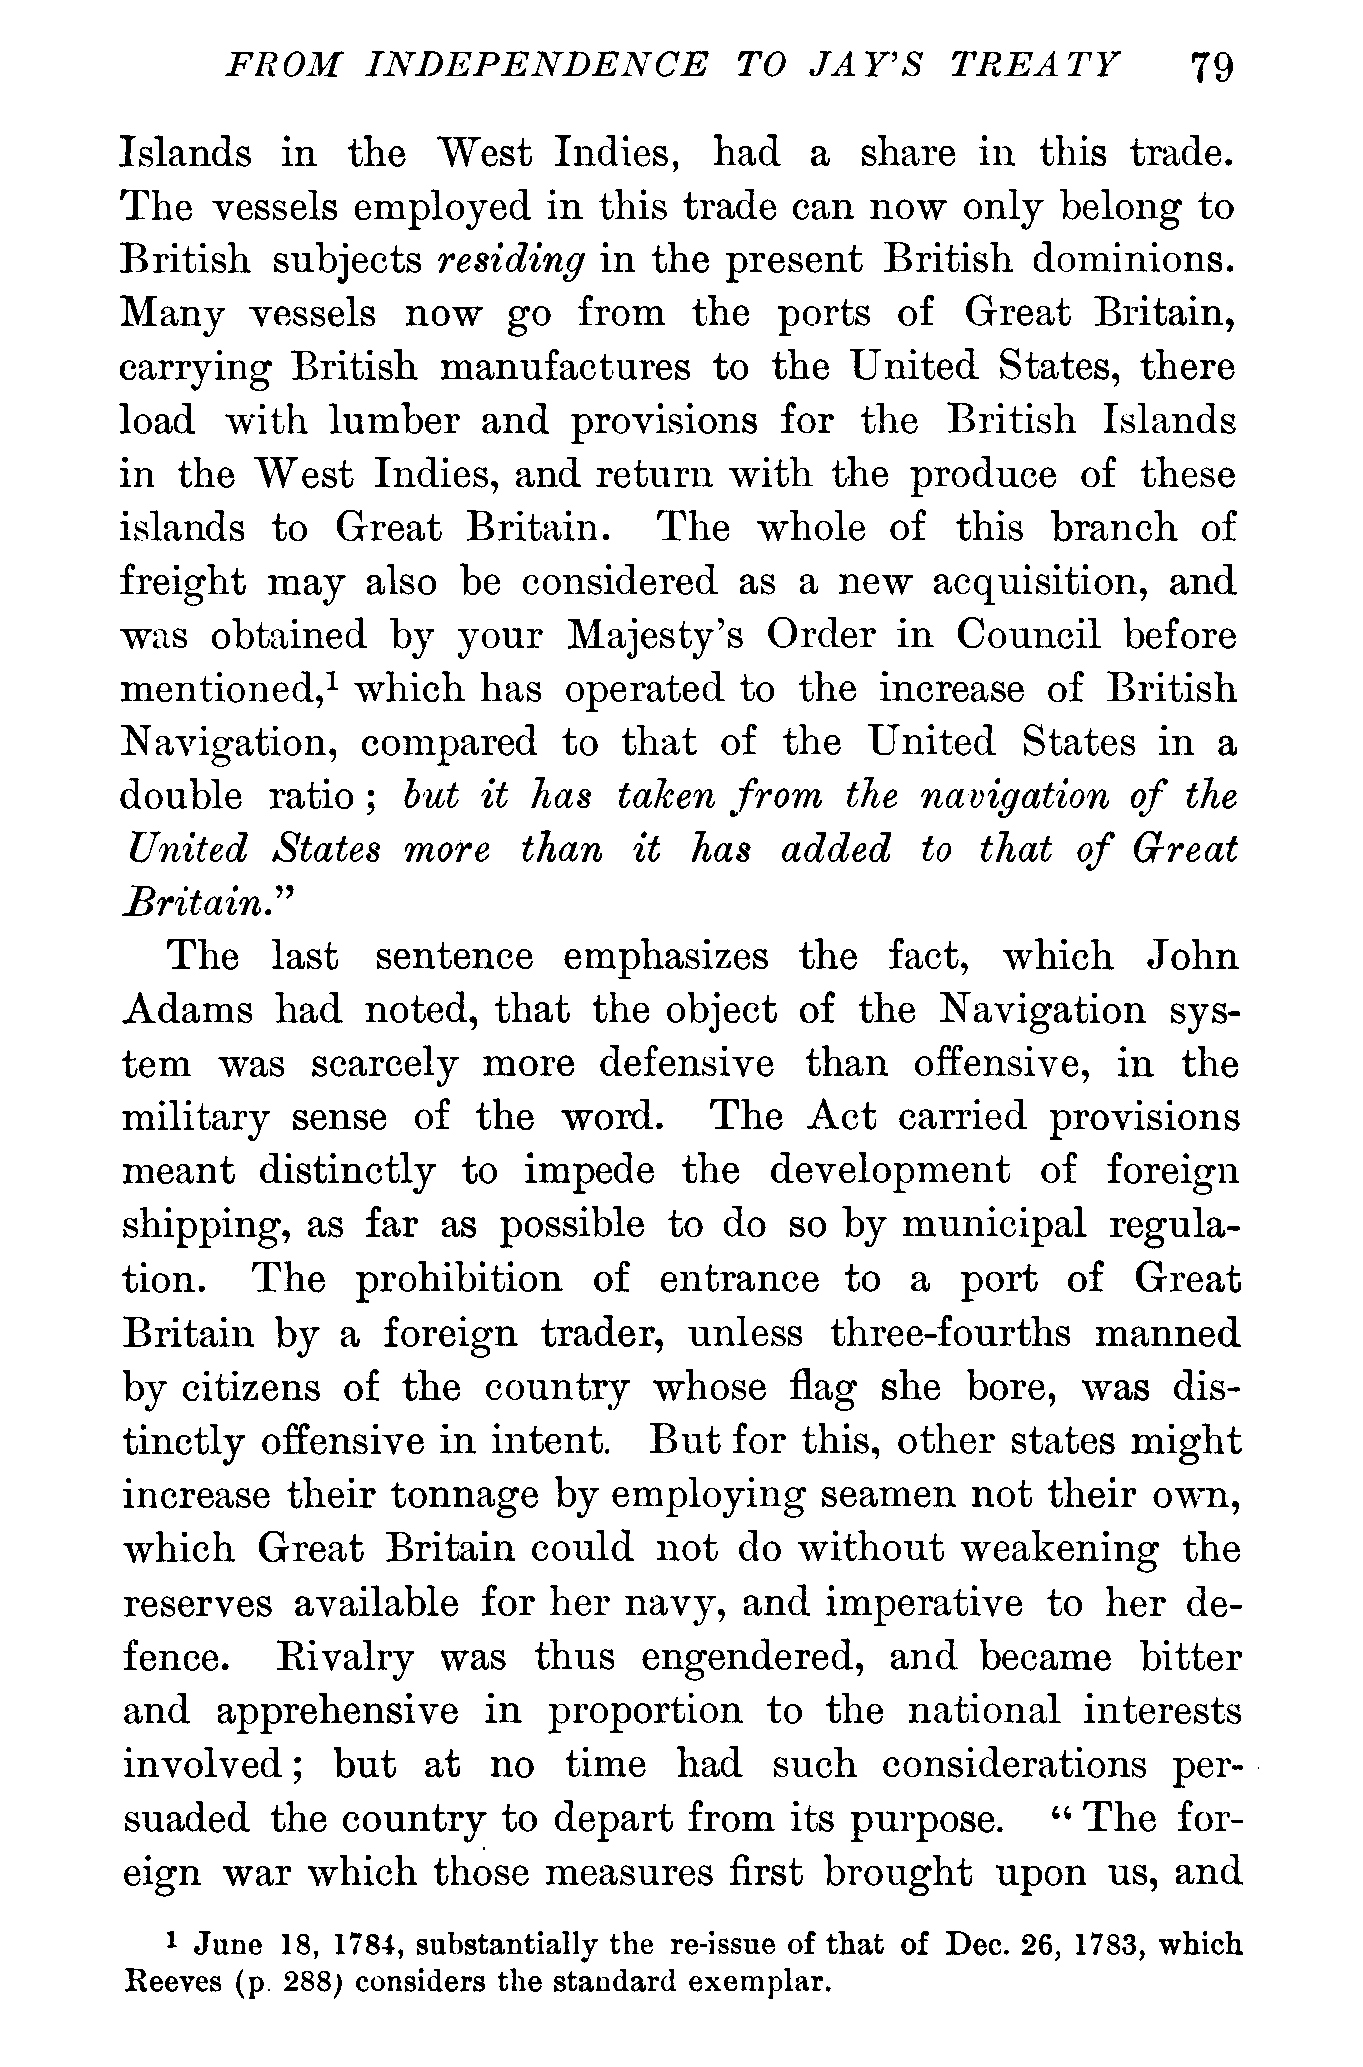 FROM INDEPENDENCE TO JAY'S TREATY 79
Islands in the West Indies, had a share in this trade.
The vessels employed in this trade can now only belong to
British subjects residing in the present British dominions.
Many vessels now go from the ports of Great Britain,
carrying British manufactures to the United States, there
load with lumber and provisions for the British Islands
in the West Indies, and return with the produce of these
islands to Great Britain. The whole of this branch of
freight may also be considered as a new acquisition, and
was obtained by your Majesty's Order in Council before
mentioned,¹ which has operated to the increase of British
Navigation, compared to that of the United States in a
double ratio; but it has taken from the navigation of the
United States more than it has added to that of Great
Britain."
The last sentence emphasizes the fact, which John
Adams had noted, that the object of the Navigation sys-
tem was scarcely more defensive than offensive, in the
military sense of the word. The Act carried provisions
meant distinctly to impede the development of foreign
shipping, as far as possible to do so by municipal regula-
tion. The prohibition of entrance to a port of Great
Britain by a foreign trader, unless three-fourths manned
by citizens of the country whose flag she bore, was dis-
tinctly offensive in intent. But for this, other states might
increase their tonnage by employing seamen not their own,
which Great Britain could not do without weakening the
reserves available for her navy, and imperative to her de-
fence. Rivalry was thus engendered, and became bitter
and apprehensive in proportion to the national interests
involved; but at no time had such considerations per-
suaded the country to depart from its purpose. "The for-
eign war which those measures first brought upon us, and
¹ June 18, 1784, substantially the re-issue of that of Dec. 26, 1783, which
Reeves (p. 288) considers the standard exemplar.